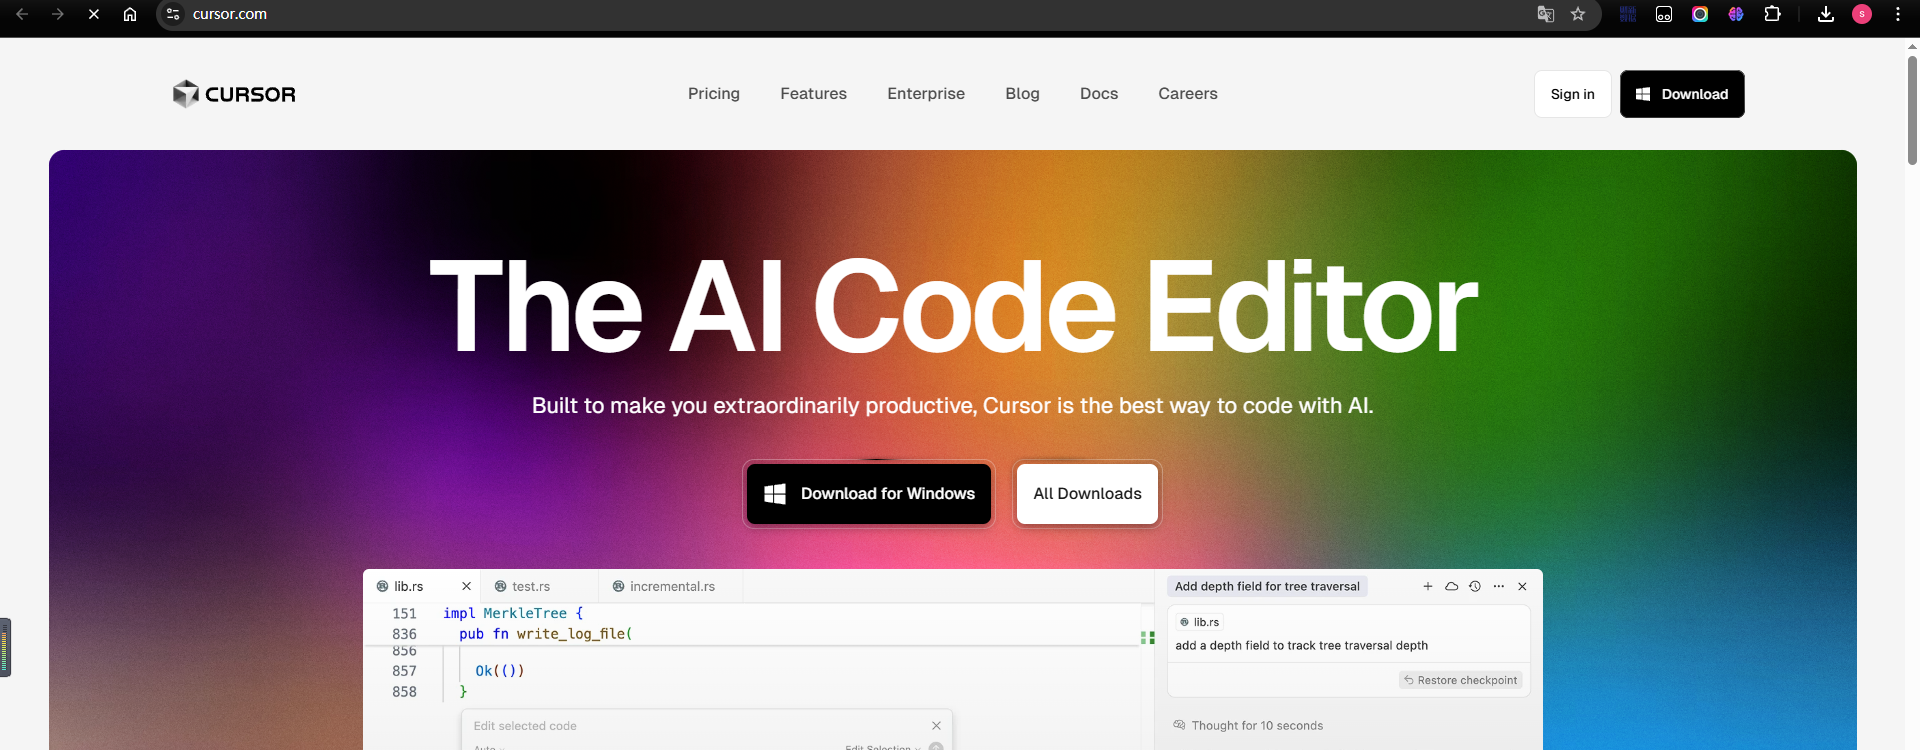 cursor.com
S
CURSOR
Pricing Features Enterprise Blog Docs Careers
Sign in
Download
The AI Code Editor
Built to make you extraordinarily productive, Cursor is the best way to code with AI.
Download for Windows
All Downloads
lib.rs
test.rs
incremental.rs
151 impl MerkleTree {
836 pub fn write_log_file(
856
857 Ok(())
858 }
Edit selected code
Auto
Edit Selection
Add depth field for tree traversal
lib.rs
add a depth field to track tree traversal depth
Restore checkpoint
Thought for 10 seconds